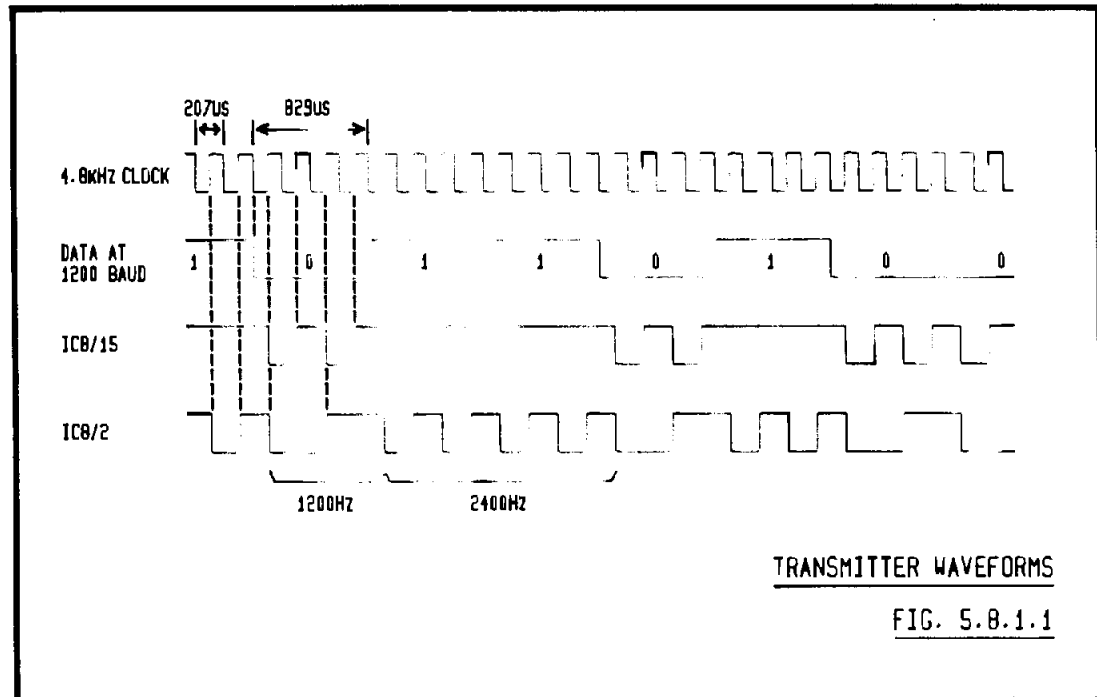 207US 829US
4.8KHZ CLOCK
DATA AT
1200 BAUD
1 0 1 1 0 1 0 0
IC8/15
IC8/2
1200HZ 2400HZ
TRANSMITTER WAVEFORMS
FIG. 5.8.1.1